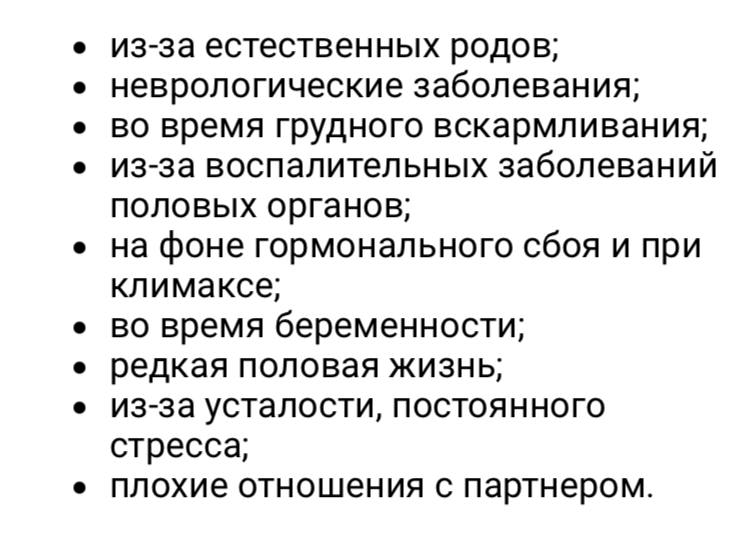 • из-за естественных родов;
• неврологические заболевания;
• во время грудного вскармливания;
• из-за воспалительных заболеваний
половых органов;
• на фоне гормонального сбоя и при
климаксе;
• во время беременности;
• редкая половая жизнь;
• из-за усталости, постоянного
стресса;
• плохие отношения с партнером.